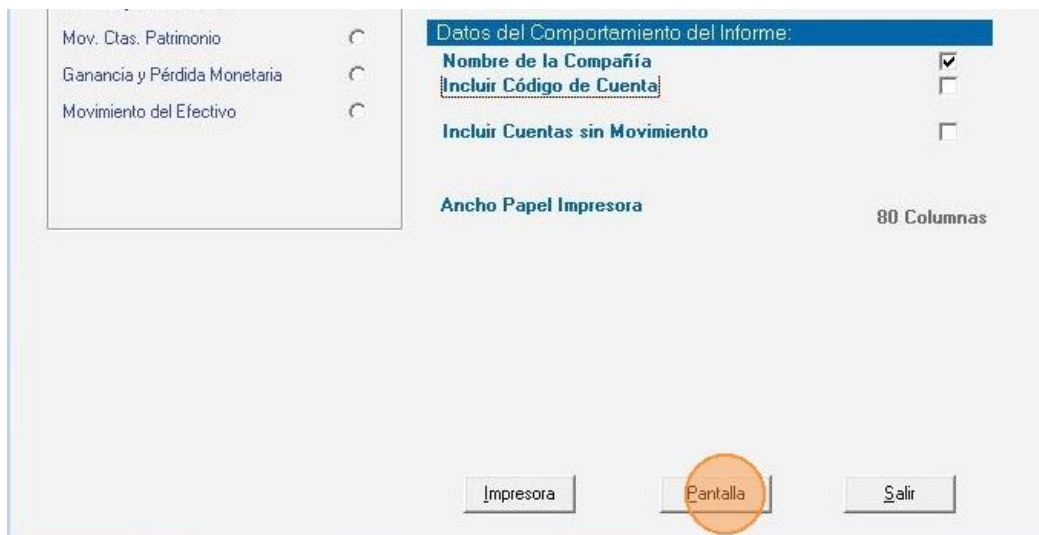 Mov. Ctas. Patrimonio
Ganancia y Pérdida Monetaria
Movimiento del Efectivo
Datos del Comportamiento del Informe:
Nombre de la Compañía
Incluir Código de Cuenta
Incluir Cuentas sin Movimiento
Ancho Papel Impresora
80 Columnas
Impresora
Pantalla
Salir